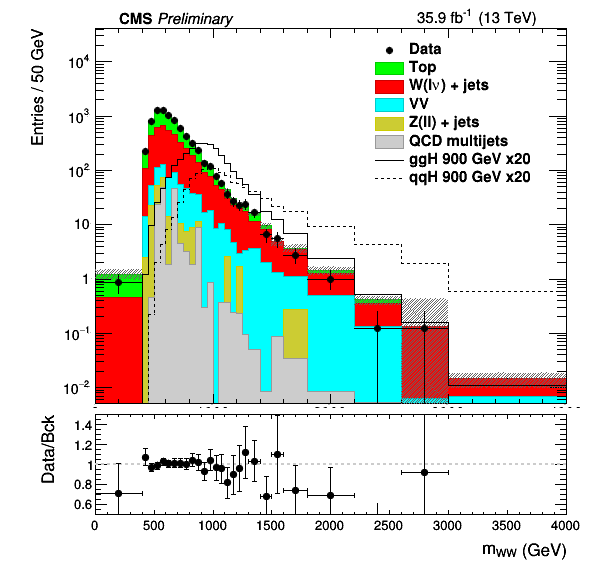 CMS Preliminary 35.9 fb⁻¹ (13 TeV)
Entries / 50 GeV
Data
Top
W(lν) + jets
VV
Z(ll) + jets
QCD multijets
ggH 900 GeV x20
qqH 900 GeV x20
10⁴
10³
10²
10
1
10⁻¹
10⁻²
Data/Bck
1.4
1.2
1
0.8
0.6
0 500 1000 1500 2000 2500 3000 3500 4000
mWW (GeV)